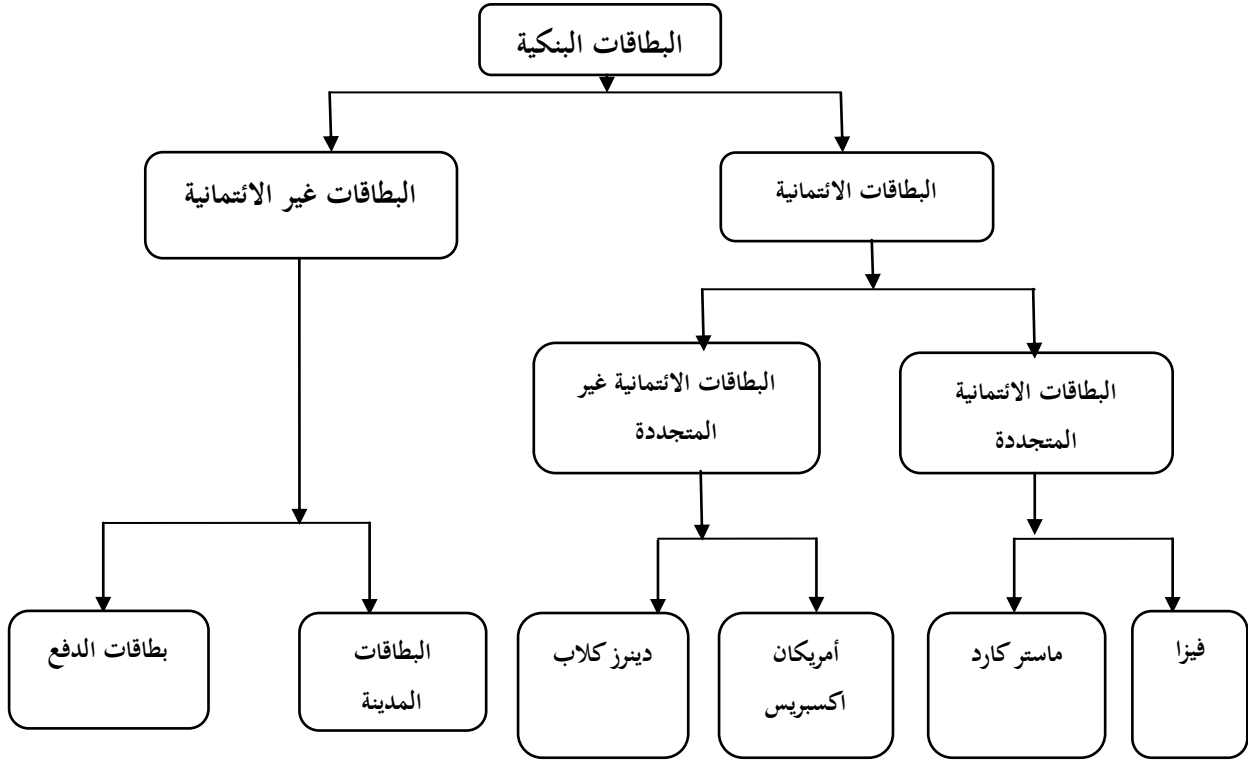 البطاقات البنكية
البطاقات الائتمانية
البطاقات غير الائتمانية
البطاقات الائتمانية
المتجددة
البطاقات الائتمانية غير
المتجددة
فيزا
ماستر كارد
أمريكان
اكسبريس
دينرز كلاب
البطاقات
المدينة
بطاقات الدفع